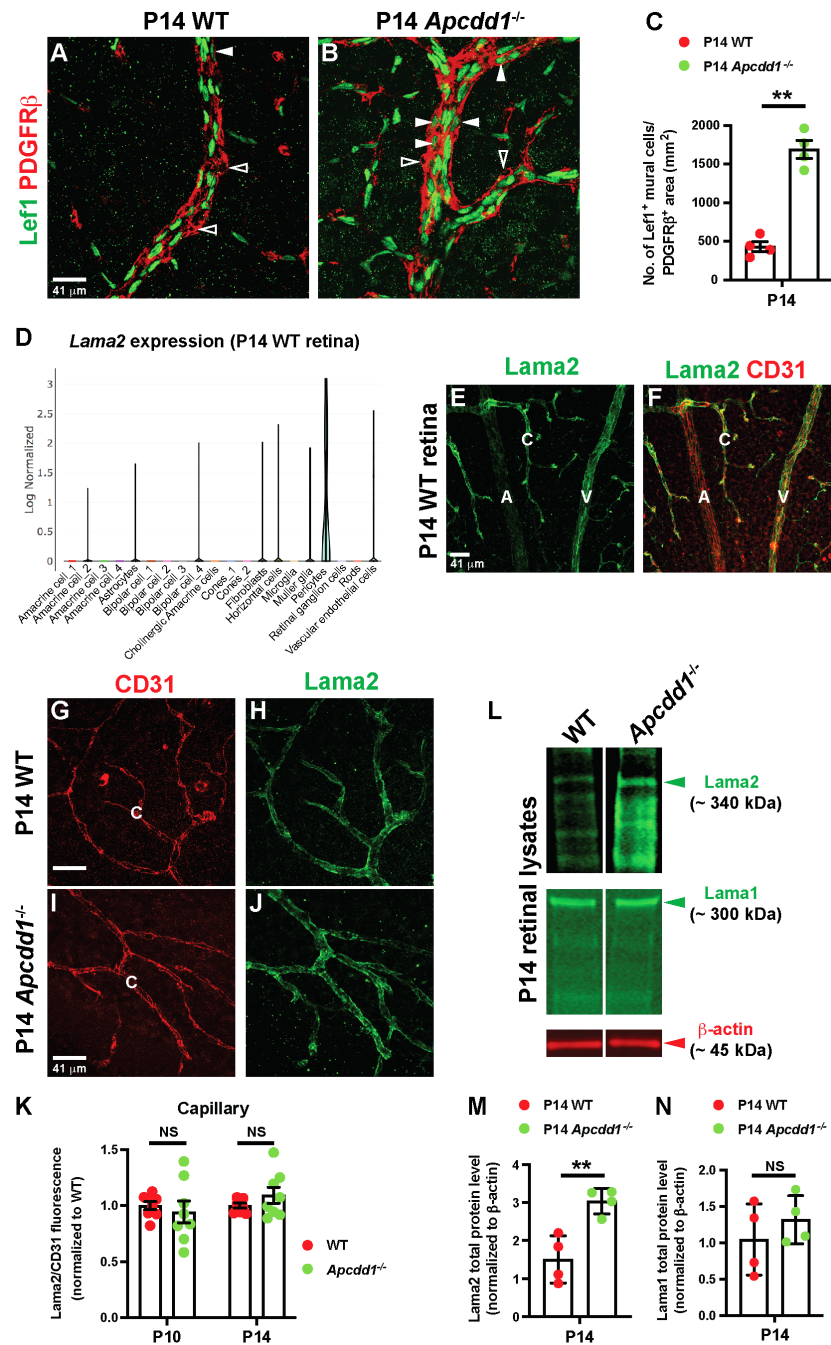 P14 WT
P14 Apcdd1-/-
Lef1 PDGFRβ
A
B
41 μm
C
P14 WT
P14 Apcdd1-/-
**
No. of Lef1+ mural cells/
PDGFRβ+ area (mm2)
2000
1500
1000
500
0
P14
D
Lama2 expression (P14 WT retina)
Log Normalized
3
2.5
2
1.5
1
0.5
0
Amacrine cell_1
Amacrine cell_2
Amacrine cell_3
Amacrine cell_4
Astrocytes
Bipolar cell_1
Bipolar cell_2
Bipolar cell_3
Bipolar cell_4
Cholinergic Amacrine cells
Cones_1
Cones_2
Fibroblasts
Horizontal cells
Microglia
Muller glia
Pericytes
Retinal ganglion cells
Rods
Vascular endothelial cells
Lama2
Lama2 CD31
P14 WT retina
E
C
A
V
41 μm
F
C
A
V
CD31
Lama2
P14 WT
G
C
H
P14 Apcdd1-/-
I
C
41 μm
J
L
WT
Apcdd1-/-
P14 retinal lysates
Lama2
(~ 340 kDa)
Lama1
(~ 300 kDa)
β-actin
(~ 45 kDa)
K
Capillary
NS
NS
Lama2/CD31 fluorescence
(normalized to WT)
1.5
1.0
0.5
0.0
P10
P14
WT
Apcdd1-/-
M
P14 WT
P14 Apcdd1-/-
**
Lama2 total protein level
(normalized to β-actin)
4
3
2
1
0
P14
N
P14 WT
P14 Apcdd1-/-
NS
Lama1 total protein level
(normalized to β-actin)
2.0
1.5
1.0
0.5
0.0
P14